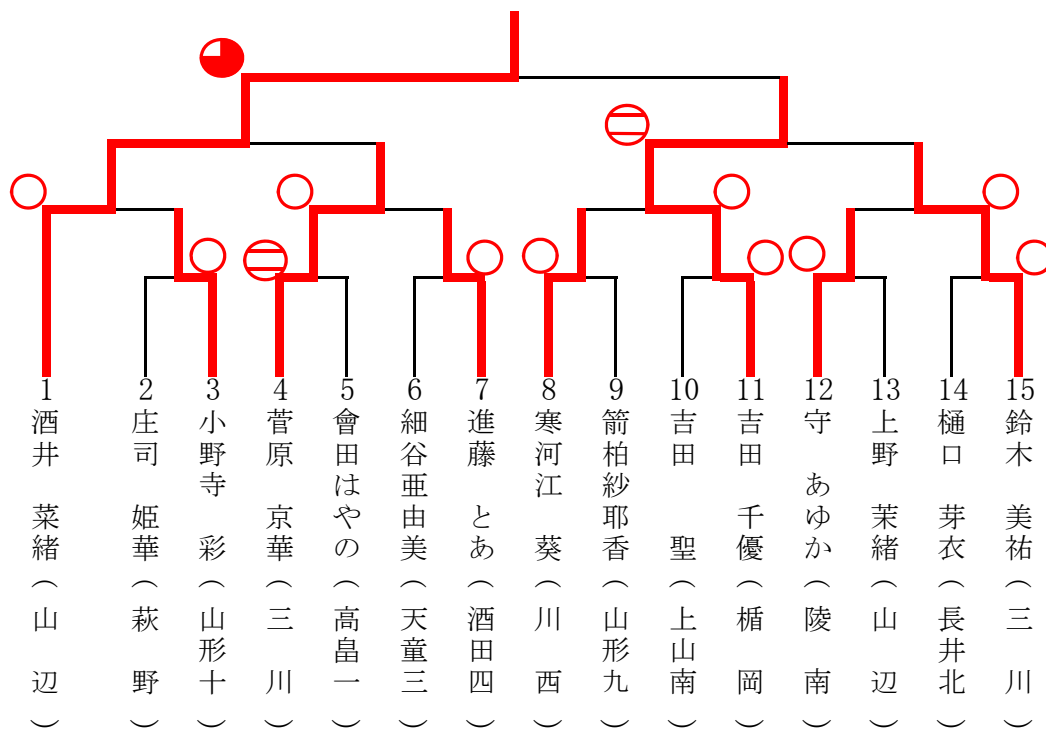 1 酒井 菜緒(山 辺)
2 庄司 姫華(萩 野)
3 小野寺 彩(山形十)
4 菅原 京華(三 川)
5 會田はやの(高畠一)
6 細谷亜由美(天童三)
7 進藤 とあ(酒田四)
8 寒河江 葵(川 西)
9 箭柏紗耶香(山形九)
10 吉田 聖(上山南)
11 吉田 千優(楯 岡)
12 守 あゆか(陵 南)
13 上野 茉緒(山 辺)
14 樋口 芽衣(長井北)
15 鈴木 美祐(三 川)